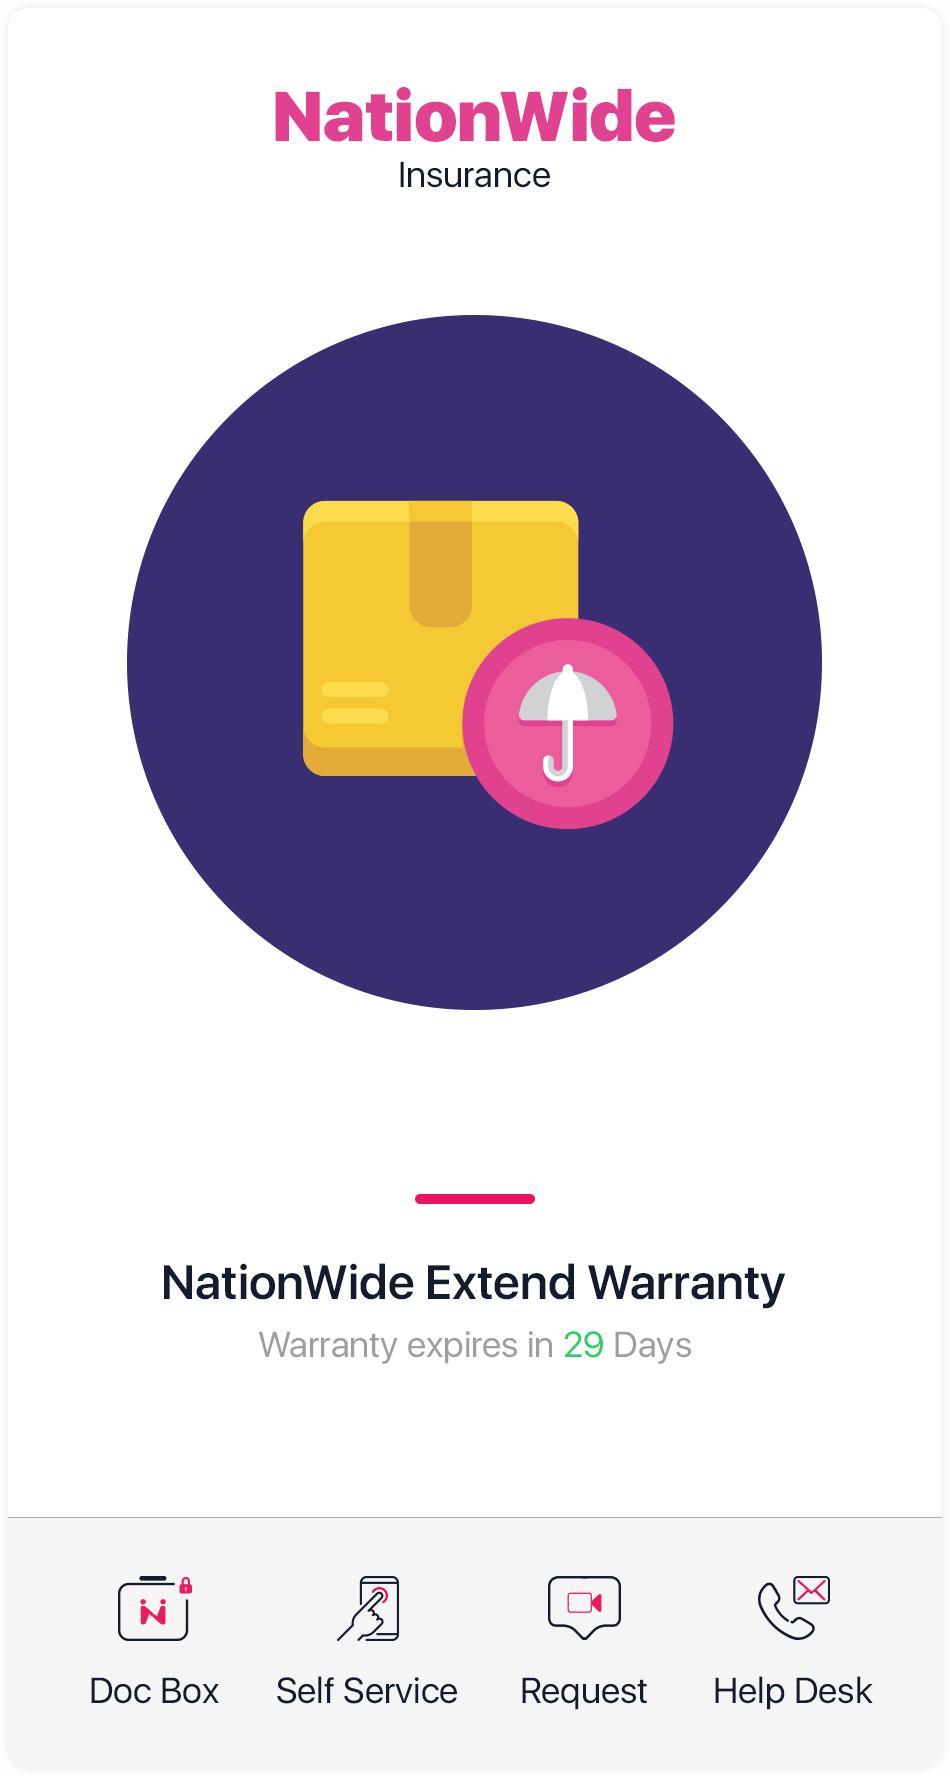 NationWide
Insurance
NationWide Extend Warranty
Warranty expires in 29 Days
Doc Box
Self Service
Request
Help Desk